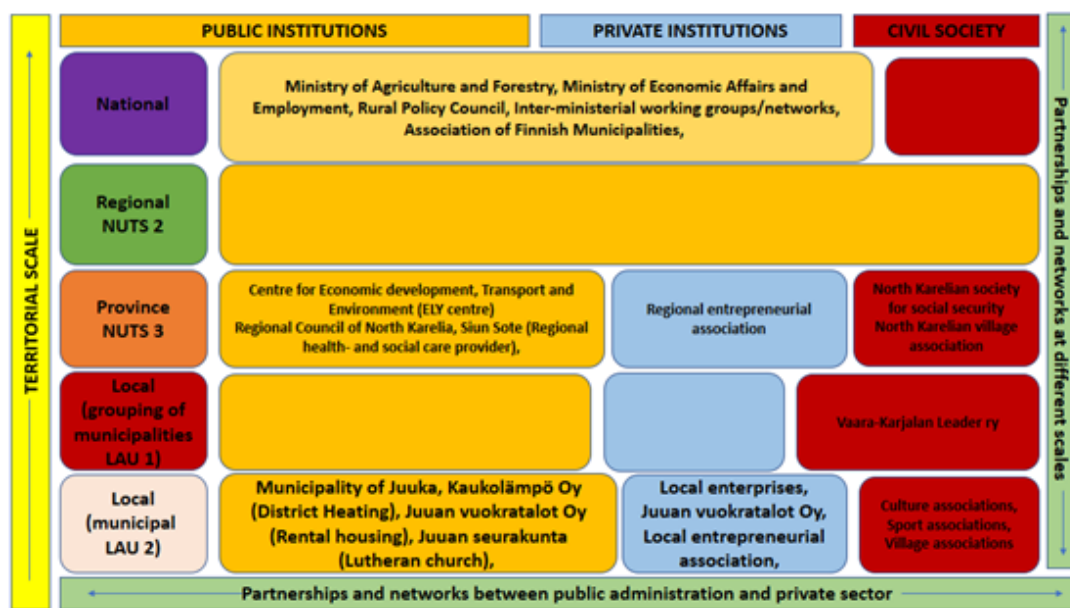 PUBLIC INSTITUTIONS
PRIVATE INSTITUTIONS
CIVIL SOCIETY
TERRITORIAL SCALE
National
Ministry of Agriculture and Forestry, Ministry of Economic Affairs and
Employment, Rural Policy Council, Inter-ministerial working groups/networks,
Association of Finnish Municipalities,
Regional
NUTS 2
Province
NUTS 3
Centre for Economic development, Transport and
Environment (ELY centre)
Regional Council of North Karelia, Siun Sote (Regional
health- and social care provider),
Regional entrepreneurial
association
North Karelian society
for social security
North Karelian village
association
Local
(grouping of
municipalities
LAU 1)
Vaara-Karjalan Leader ry
Local
(municipal
LAU 2)
Municipality of Juuka, Kaukolämpö Oy
(District Heating), Juuan vuokratalot Oy
(Rental housing), Juuan seurakunta
(Lutheran church),
Local enterprises,
Juuan vuokratalot Oy,
Local entrepreneurial
association,
Culture associations,
Sport associations,
Village associations
Partnerships and networks at different scales
Partnerships and networks between public administration and private sector